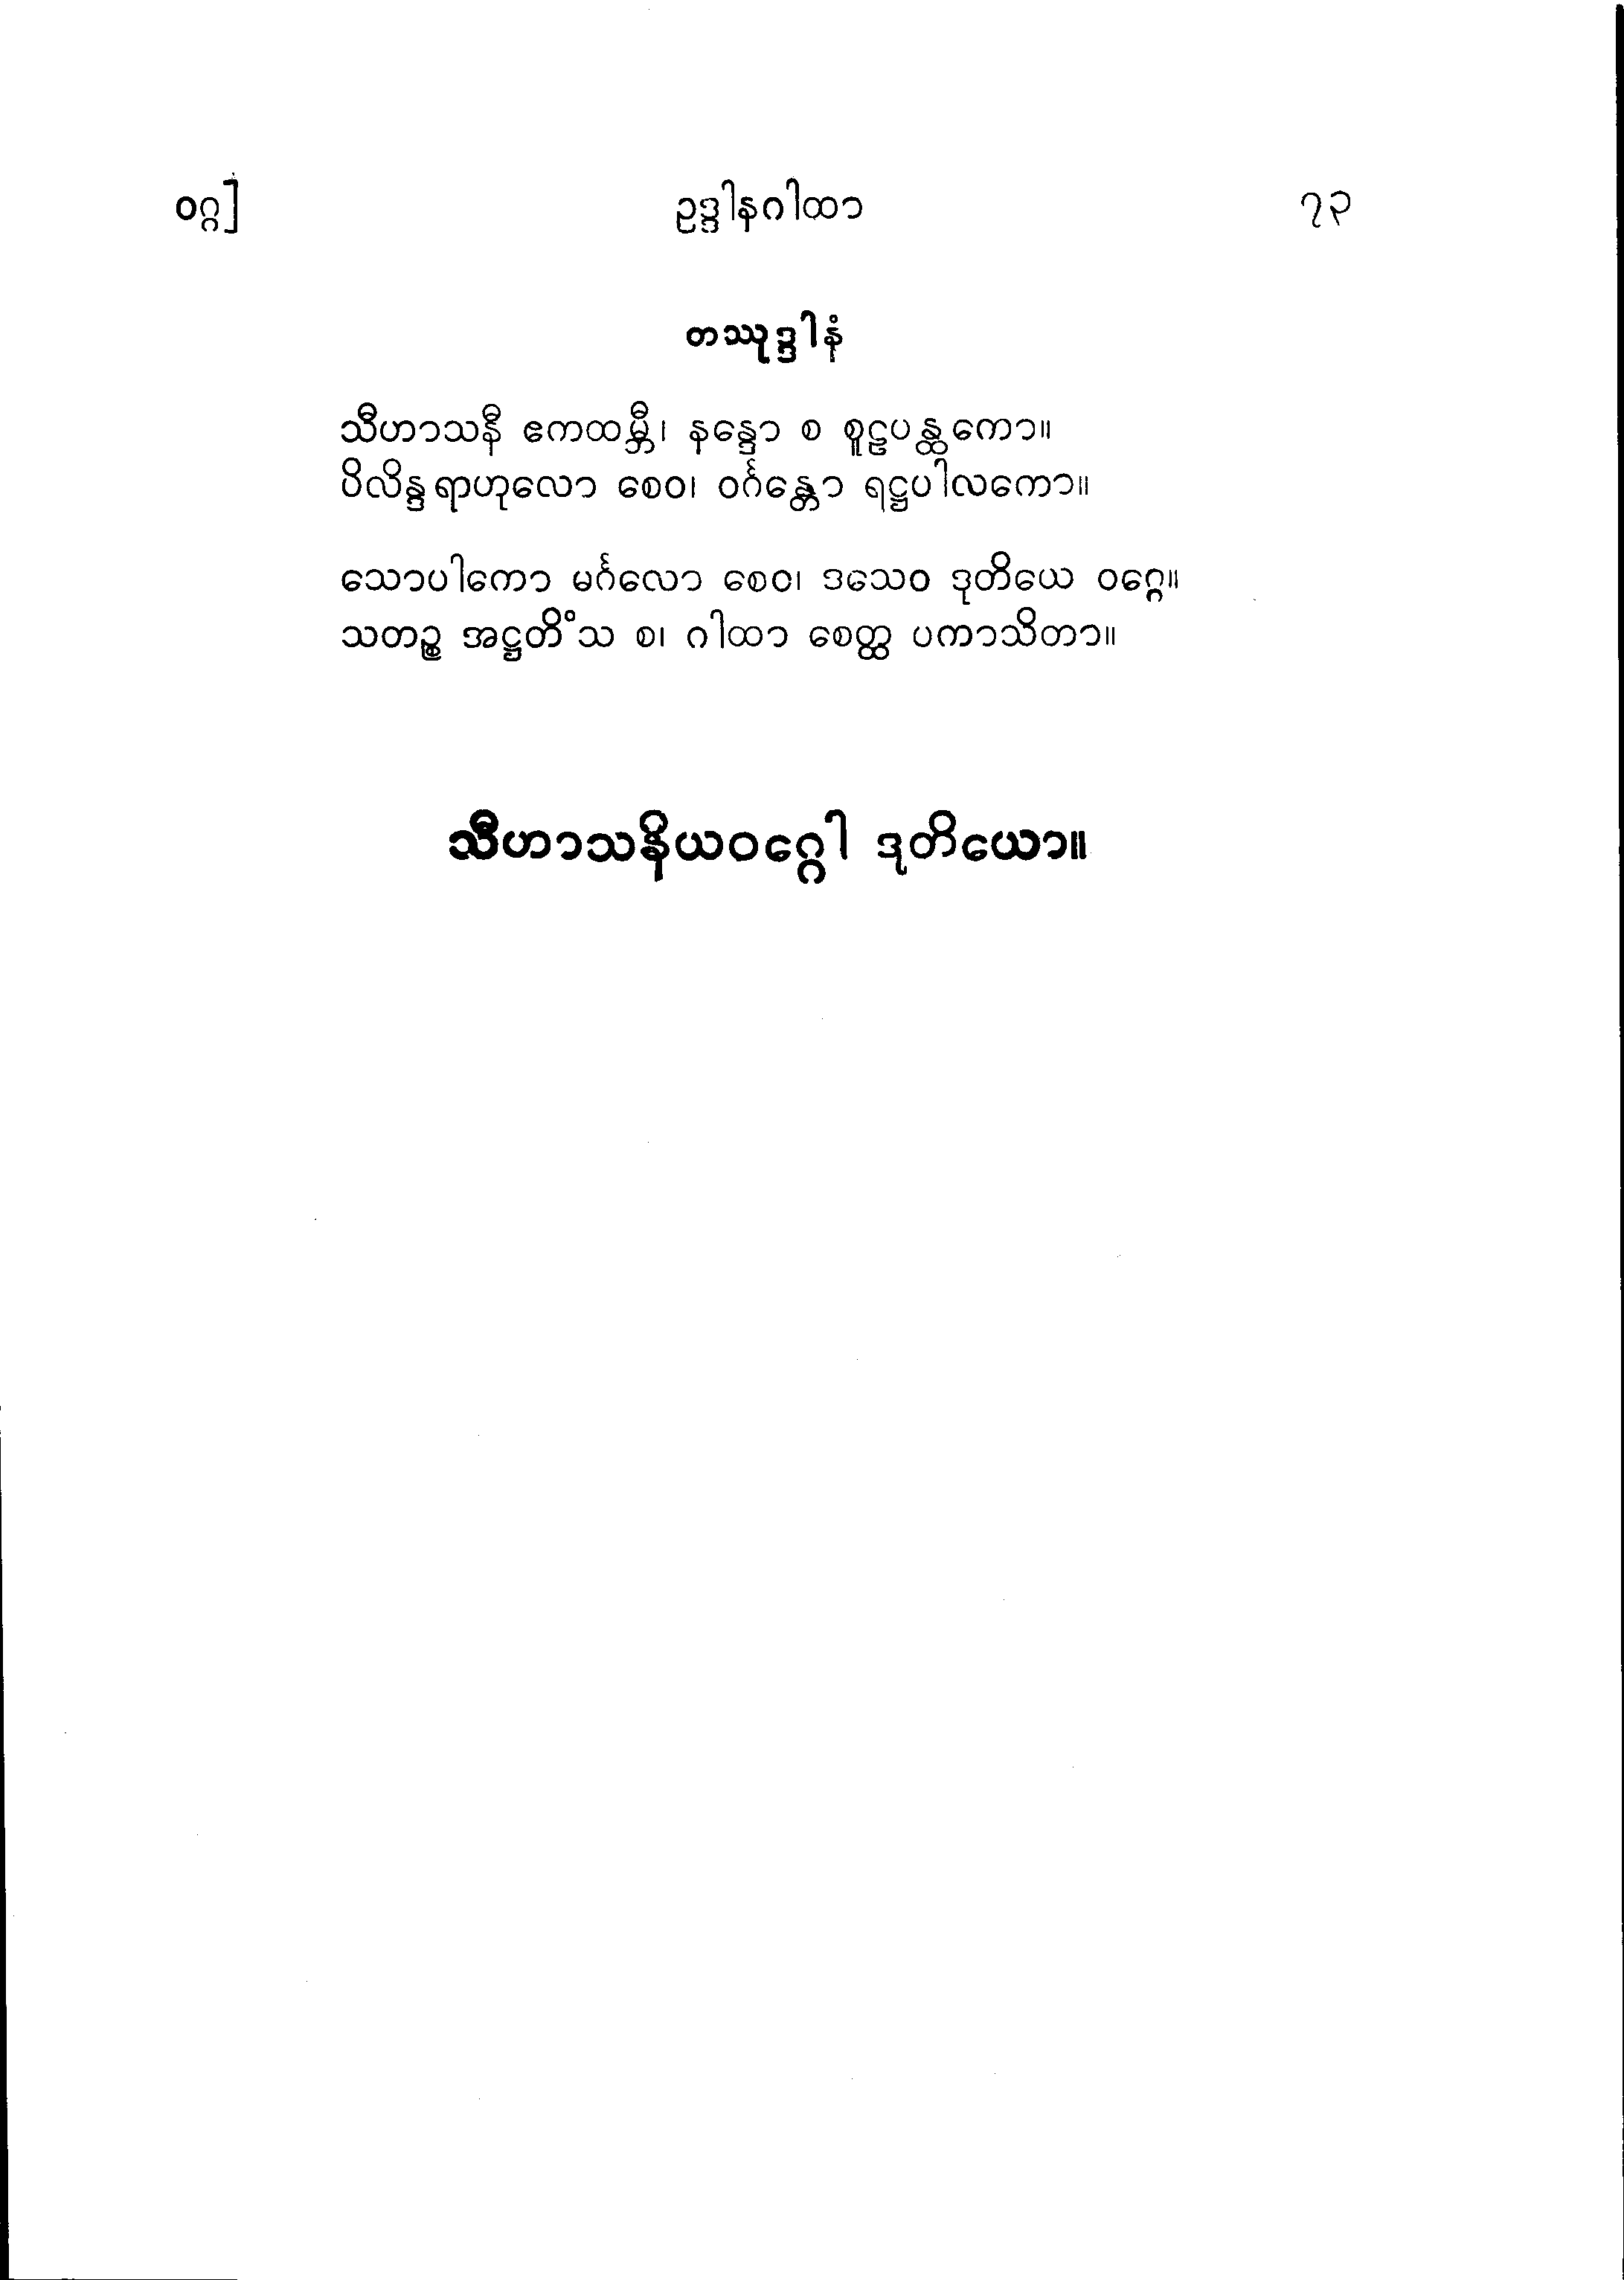 ဝဂ္ဂ] ဥဒ္ဒါနဂါထာ ၇၃
တဿုဒ္ဒါနံ
သီဟာသနီ ဧကထမ္ဘီ၊ နန္ဒော စ စူဠပန္ထကော။
ပိလိန္ဒရာဟုလော စေဝ၊ ဝင်္ဂန္တော ရဋ္ဌပါလကော။
သောပါကော မင်္ဂလော စေဝ၊ ဒသေဝ ဒုတိယေ ဝဂ္ဂေ။
သတဉ္စ အဋ္ဌတိံသ စ၊ ဂါထာ စေတ္ထ ပကာသိတာ။
သီဟာသနိယဝဂ္ဂေါ ဒုတိယော။